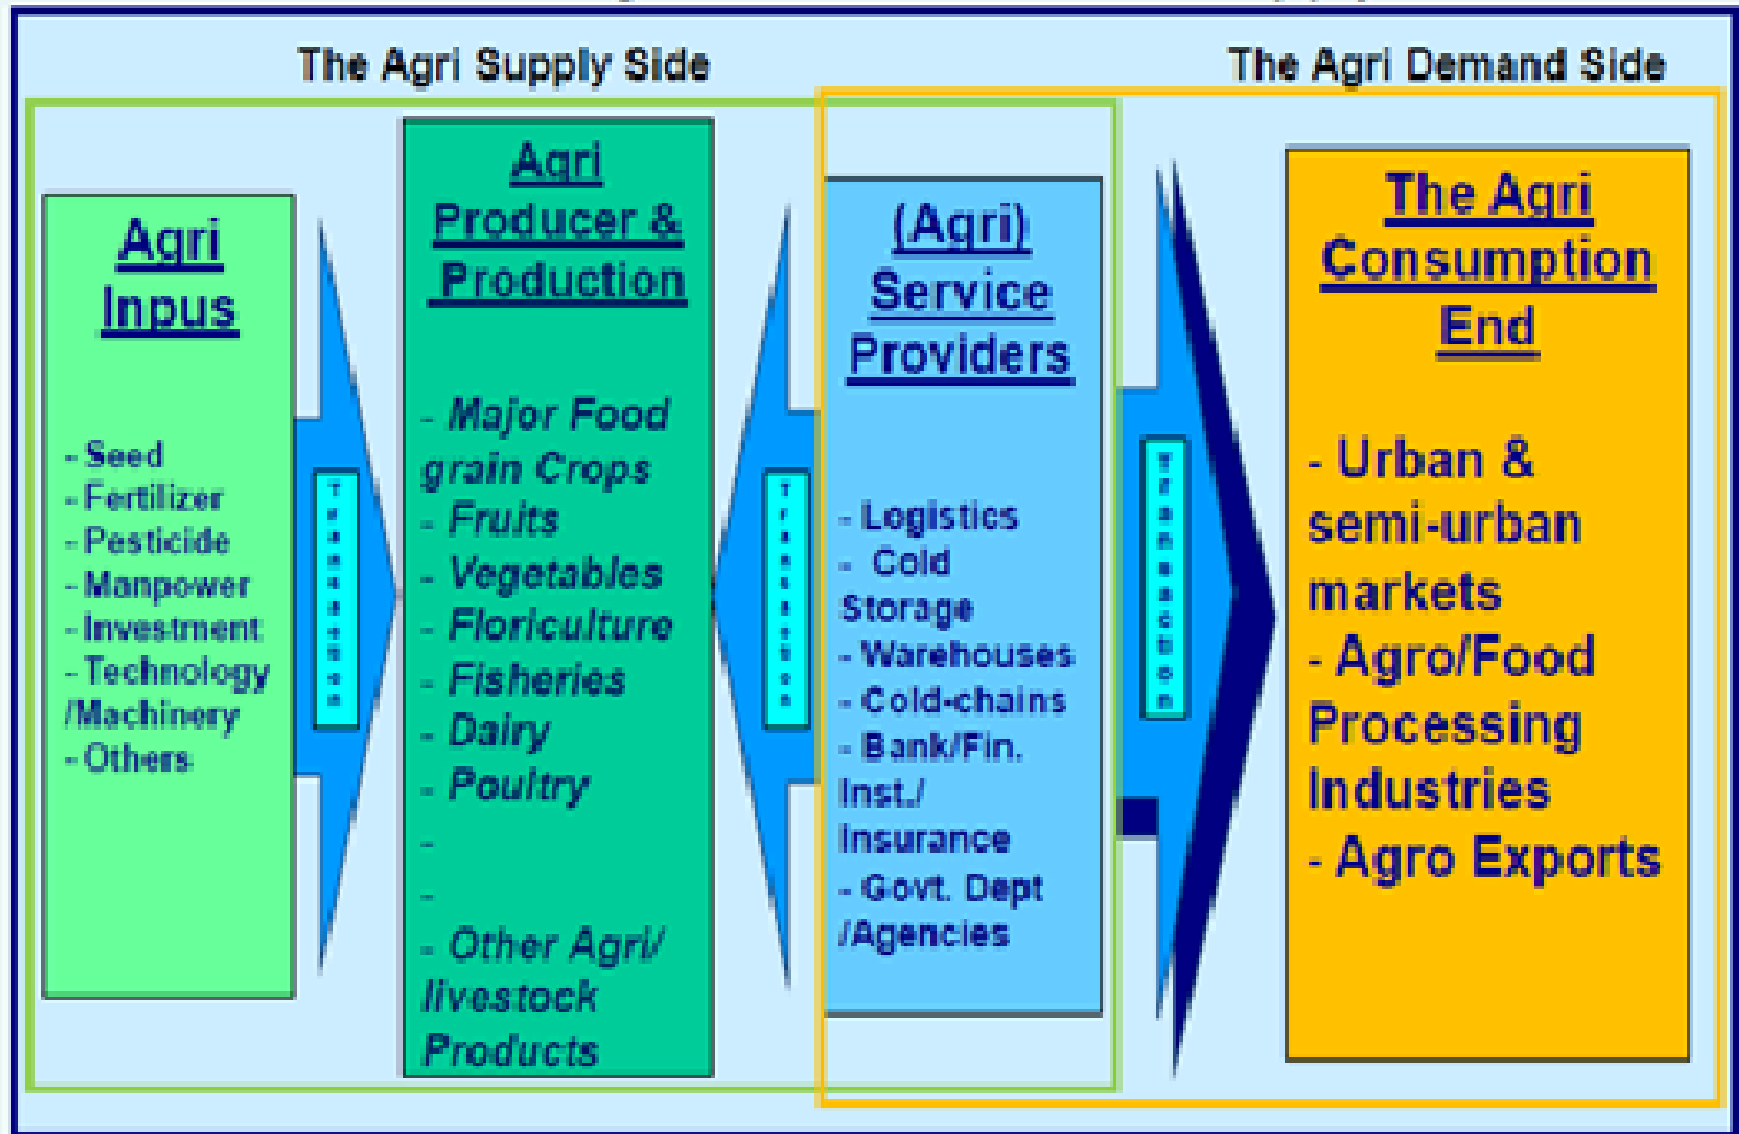 The Agri Supply Side
The Agri Demand Side
Agri
Inpus
- Seed
- Fertilizer
- Pesticide
- Manpower
- Investment
- Technology
/Machinery
- Others
Transaction
Agri
Producer &
Production
- Major Food
grain Crops
- Fruits
- Vegetables
- Floriculture
- Fisheries
- Dairy
- Poultry
-
-
- Other Agri/
livestock
Products
Transaction
(Agri)
Service
Providers
- Logistics
- Cold
Storage
- Warehouses
- Cold-chains
- Bank/Fin.
Inst./
Insurance
- Govt. Dept
/Agencies
Transaction
The Agri
Consumption
End
- Urban &
semi-urban
markets
- Agro/Food
Processing
Industries
- Agro Exports